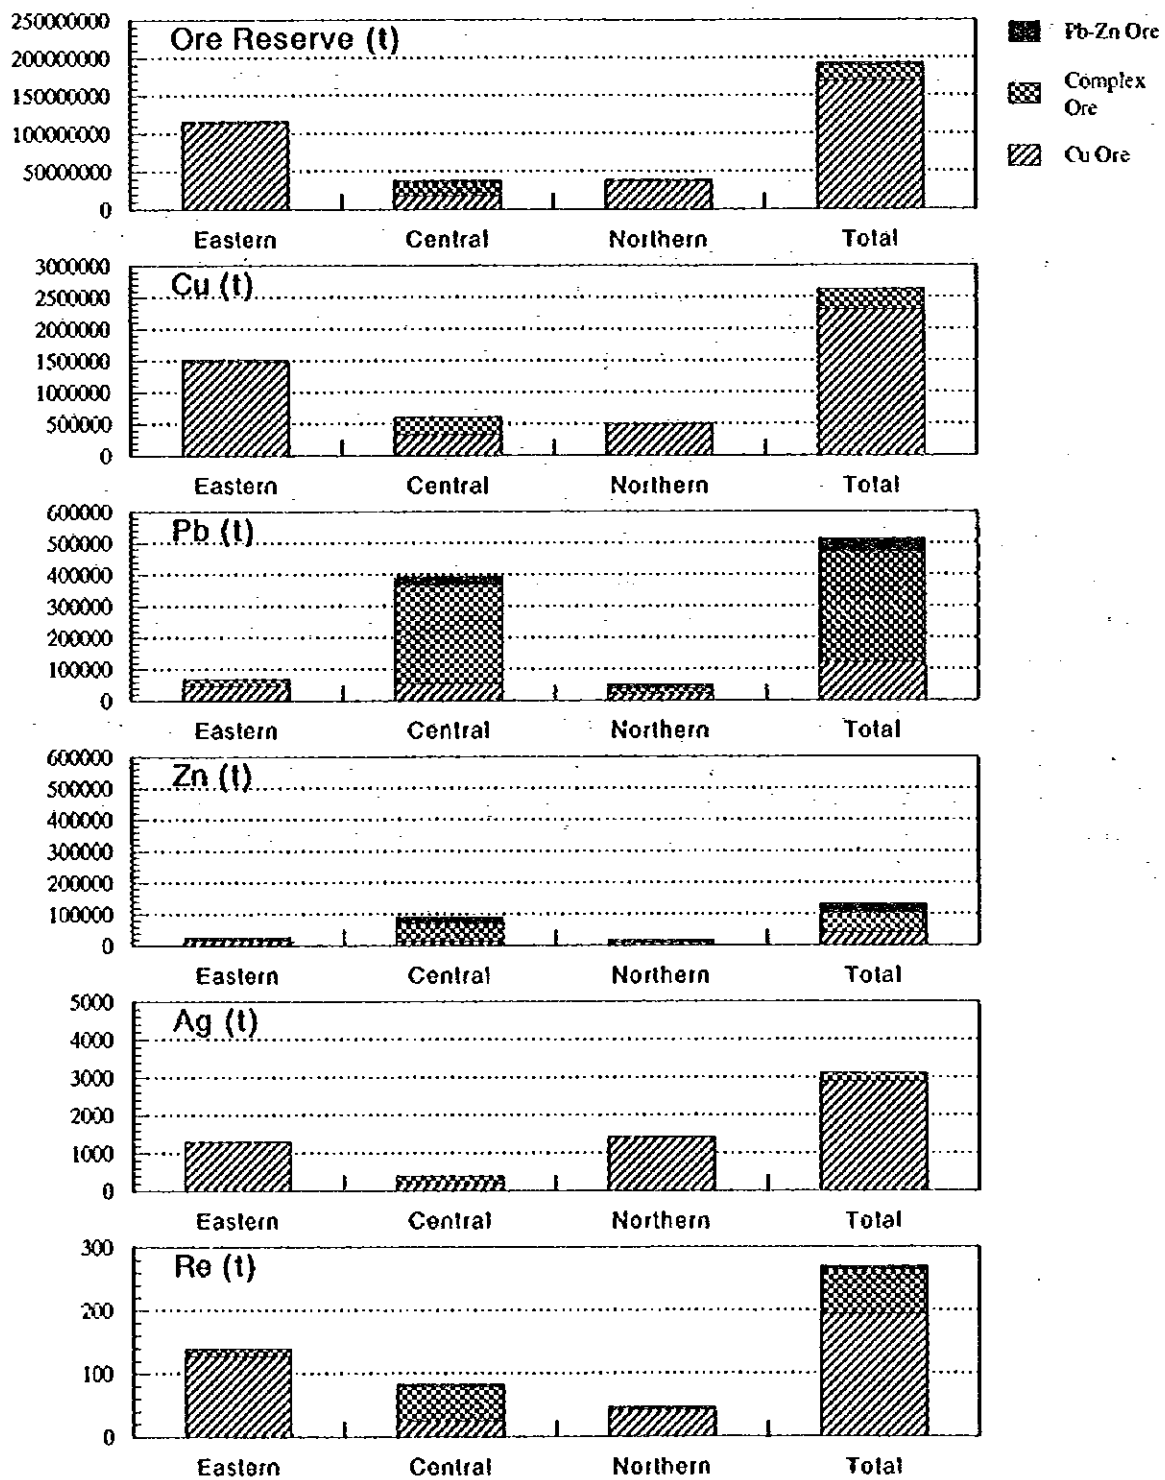 250000000
Ore Reserve (t)
200000000
150000000
100000000
50000000
0
Eastern Central Northern Total
Pb-Zn Ore
Complex
Ore
Cu Ore
3000000
Cu (t)
2500000
2000000
1500000
1000000
500000
0
Eastern Central Northern Total
600000
Pb (t)
500000
400000
300000
200000
100000
0
Eastern Central Northern Total
600000
Zn (t)
500000
400000
300000
200000
100000
0
Eastern Central Northern Total
5000
Ag (t)
4000
3000
2000
1000
0
Eastern Central Northern Total
300
Re (t)
200
100
0
Eastern Central Northern Total